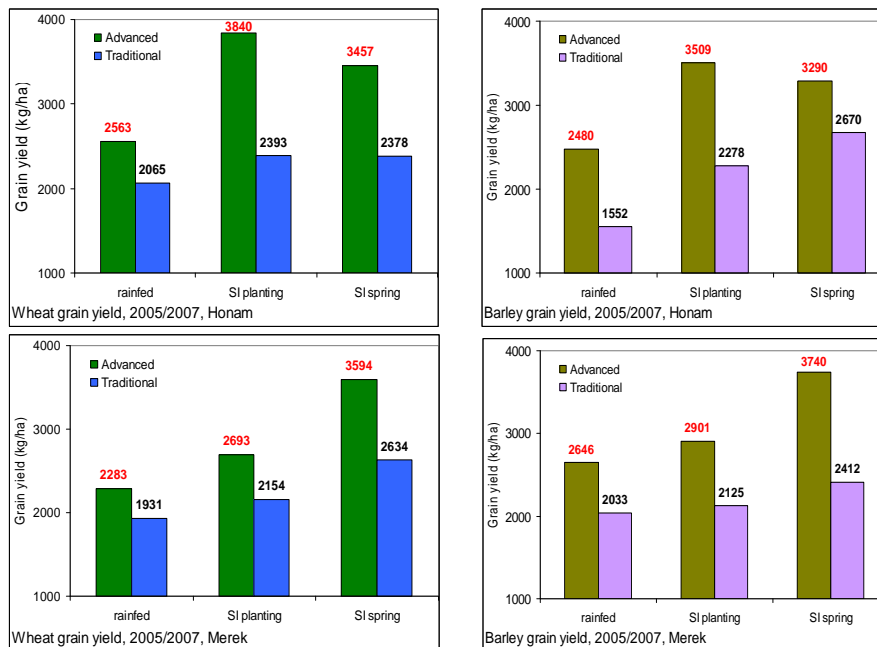 4000
3000
2000
1000
Grain yield (kg/ha)
Advanced
Traditional
2563
2065
3840
2393
3457
2378
rainfed SI planting SI spring
Wheat grain yield, 2005/2007, Honam
4000
3000
2000
1000
Grain yield (kg/ha)
Advanced
Traditional
2480
1552
3509
2278
3290
2670
rainfed SI planting SI spring
Barley grain yield, 2005/2007, Honam
4000
3000
2000
1000
Grain yield (kg/ha)
Advanced
Traditional
2283
1931
2693
2154
3594
2634
rainfed SI planting SI spring
Wheat grain yield, 2005/2007, Merek
4000
3000
2000
1000
Grain yield (kg/ha)
Advanced
Traditional
2646
2033
2901
2125
3740
2412
rainfed SI planting SI spring
Barley grain yield, 2005/2007, Merek